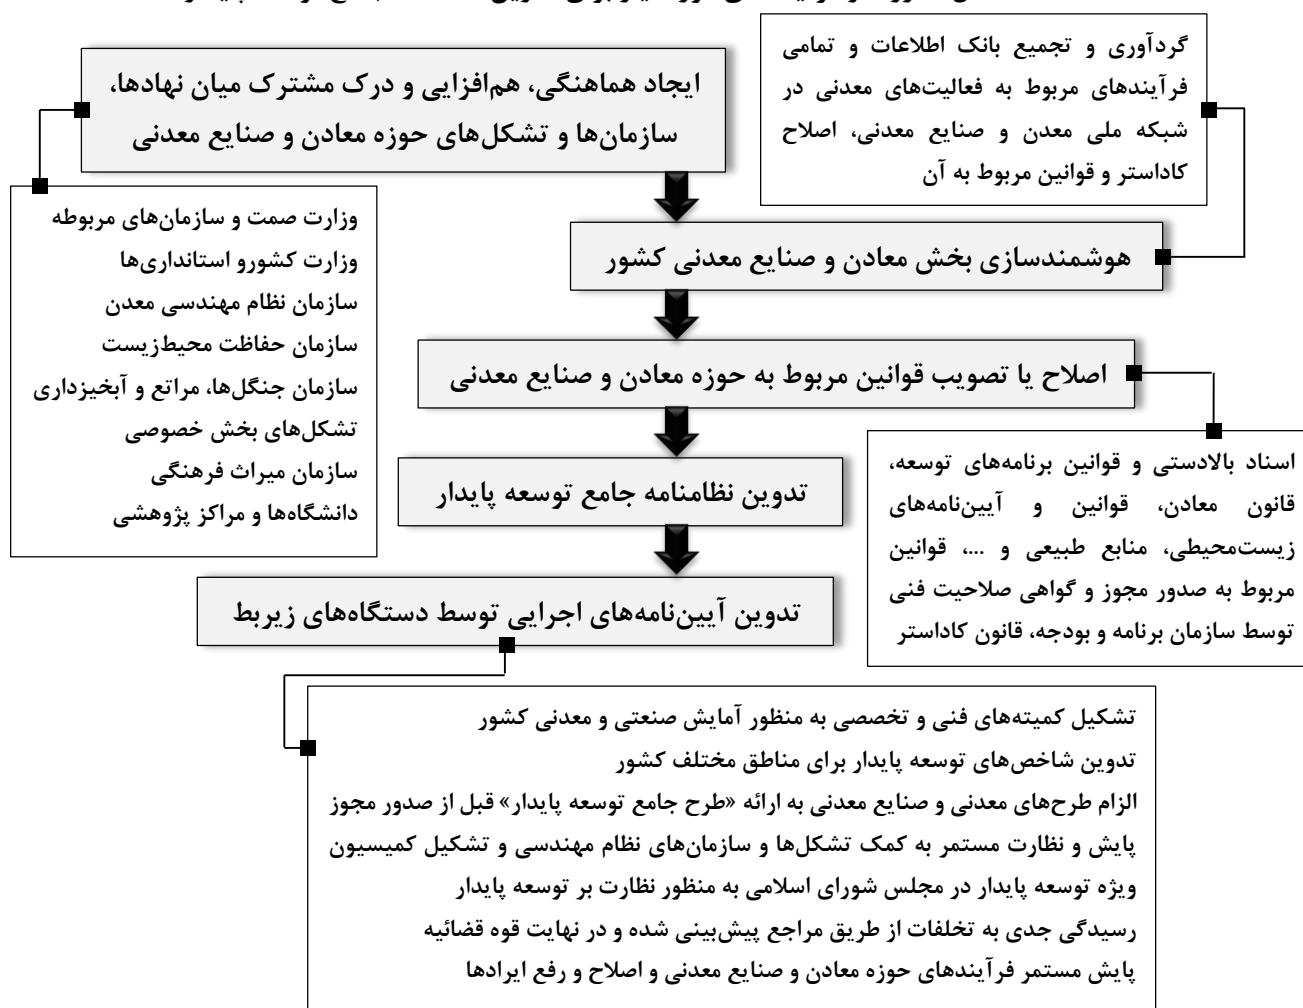 گردآوری و تجمیع بانک اطلاعات و تمامی
فرآیندهای مربوط به فعالیت‌های معدنی در
شبکه ملی معدن و صنایع معدنی، اصلاح
کاداستر و قوانین مربوط به آن
ایجاد هماهنگی، هم‌افزایی و درک مشترک میان نهادها،
سازمان‌ها و تشکل‌های حوزه معادن و صنایع معدنی
وزارت صمت و سازمان‌های مربوطه
وزارت کشورو استانداری‌ها
سازمان نظام مهندسی معدن
سازمان حفاظت محیط‌زیست
سازمان جنگل‌ها، مراتع و آبخیزداری
تشکل‌های بخش خصوصی
سازمان میراث فرهنگی
دانشگاه‌ها و مراکز پژوهشی
هوشمندسازی بخش معادن و صنایع معدنی کشور
اصلاح یا تصویب قوانین مربوط به حوزه معادن و صنایع معدنی
اسناد بالادستی و قوانین برنامه‌های توسعه،
قانون معادن، قوانین و آیین‌نامه‌های
زیست‌محیطی، منابع طبیعی و ...، قوانین
مربوط به صدور مجوز و گواهی صلاحیت فنی
توسط سازمان برنامه و بودجه، قانون کاداستر
تدوین نظامنامه جامع توسعه پایدار
تدوین آیین‌نامه‌های اجرایی توسط دستگاه‌های زیربط
تشکیل کمیته‌های فنی و تخصصی به منظور آمایش صنعتی و معدنی کشور
تدوین شاخص‌های توسعه پایدار برای مناطق مختلف کشور
الزام طرح‌های معدنی و صنایع معدنی به ارائه «طرح جامع توسعه پایدار» قبل از صدور مجوز
پایش و نظارت مستمر به کمک تشکل‌ها و سازمان‌های نظام مهندسی و تشکیل کمیسیون
ویژه توسعه پایدار در مجلس شورای اسلامی به منظور نظارت بر توسعه پایدار
رسیدگی جدی به تخلفات از طریق مراجع پیش‌بینی شده و در نهایت قوه قضائیه
پایش مستمر فرآیندهای حوزه معادن و صنایع معدنی و اصلاح و رفع ایرادها